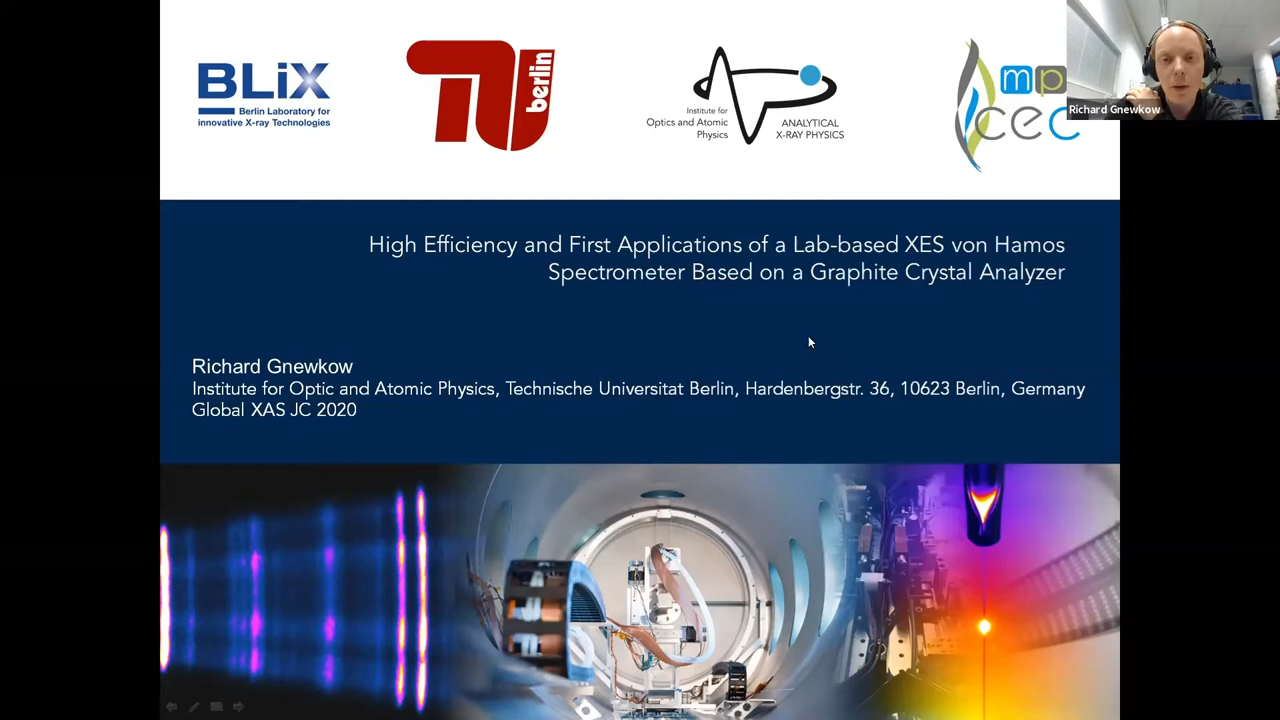 BLiX
Berlin Laboratory for
innovative X-ray Technologies
TU berlin
Institute for
Optics and Atomic
Physics
ANALYTICAL
X-RAY PHYSICS
mp
cec
Richard Gnewkow
High Efficiency and First Applications of a Lab-based XES von Hamos
Spectrometer Based on a Graphite Crystal Analyzer
Richard Gnewkow
Institute for Optic and Atomic Physics, Technische Universitat Berlin, Hardenbergstr. 36, 10623 Berlin, Germany
Global XAS JC 2020